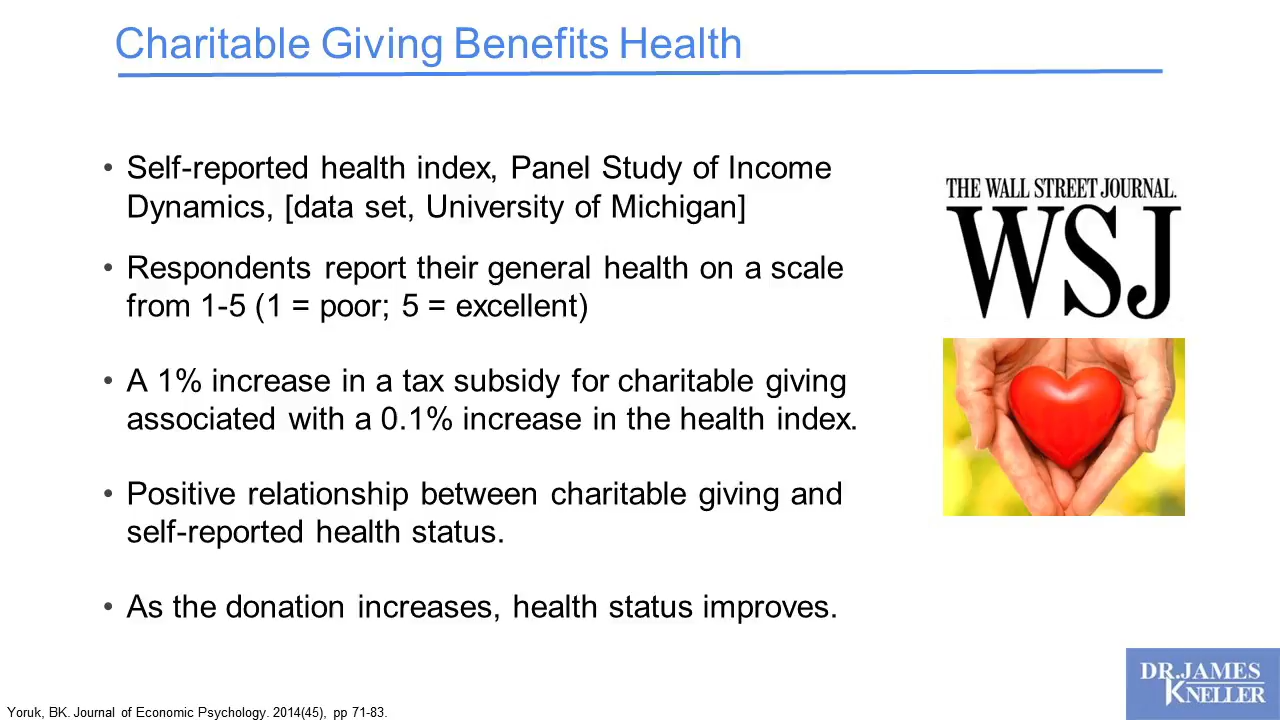 Charitable Giving Benefits Health
• Self-reported health index, Panel Study of Income
Dynamics, [data set, University of Michigan]
• Respondents report their general health on a scale
from 1-5 (1 = poor; 5 = excellent)
• A 1% increase in a tax subsidy for charitable giving
associated with a 0.1% increase in the health index.
• Positive relationship between charitable giving and
self-reported health status.
• As the donation increases, health status improves.
THE WALL STREET JOURNAL.
WSJ
DR.JAMES
KNELLER
Yoruk, BK. Journal of Economic Psychology. 2014(45), pp 71-83.